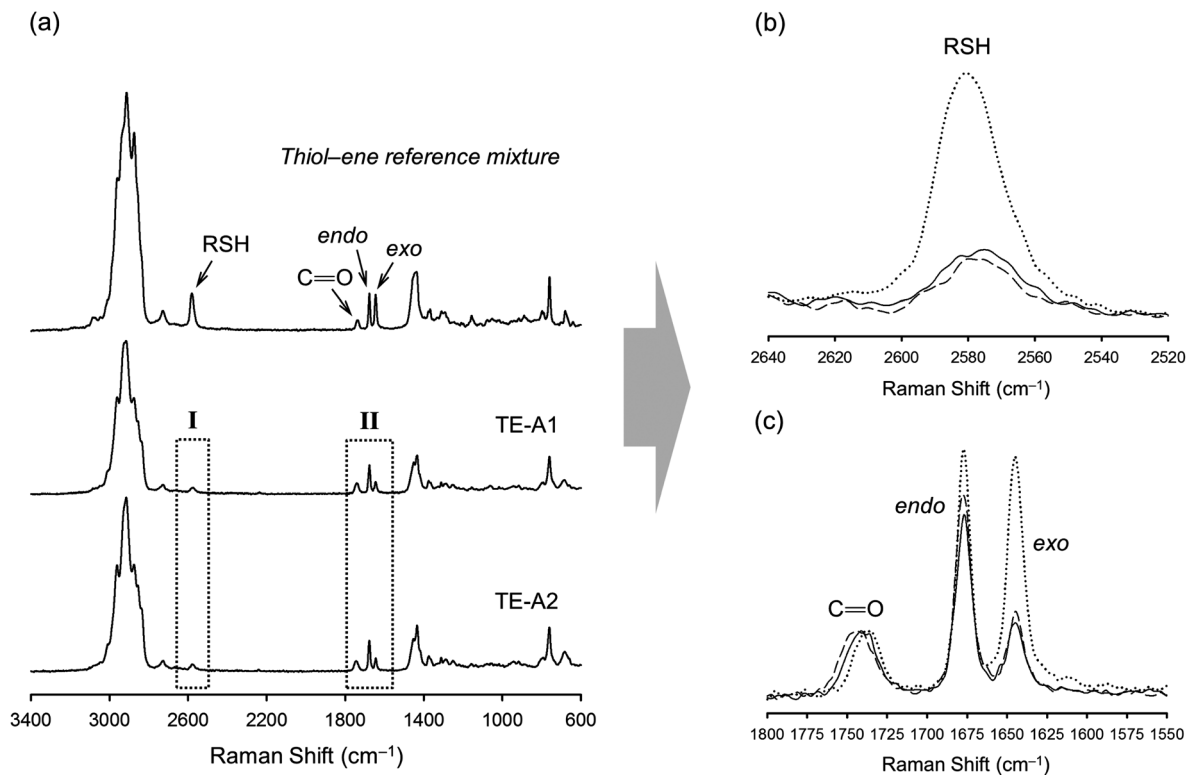 (a)
Thiol–ene reference mixture
RSH
endo
exo
C=O
I
II
TE-A1
TE-A2
3400 3000 2600 2200 1800 1400 1000 600
Raman Shift (cm⁻¹)
(b)
RSH
2640 2620 2600 2580 2560 2540 2520
Raman Shift (cm⁻¹)
(c)
endo
exo
C=O
1800 1775 1750 1725 1700 1675 1650 1625 1600 1575 1550
Raman Shift (cm⁻¹)